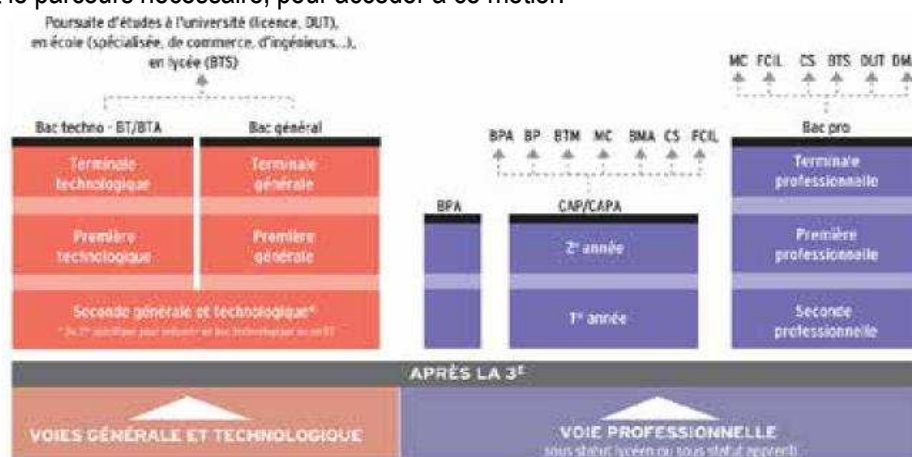 le parcours nécessaire, pour accéder à ce
Poursuite d'études à l'université (licence, DUT),
en école (spécialisée, de commerce, d'ingénieurs...),
en lycée (BTS)
MC FCIL CS BTS DUT
Bac techno - BT/BTA
Bac général
BPA BP BTM MC BMA CS FCIL
Bac pro
Terminale
technologique
Terminale
générale
Terminale
professionnelle
BPA
CAP/CAPA
Première
technologique
Première
générale
2e année
Première
professionnelle
Seconde générale et technologique*
1re année
Seconde
professionnelle
APRÈS LA 3E
VOIES GÉNÉRALE ET TECHNOLOGIQUE
VOIE PROFESSIONNELLE
sous statut lycéen ou sous statut apprenti